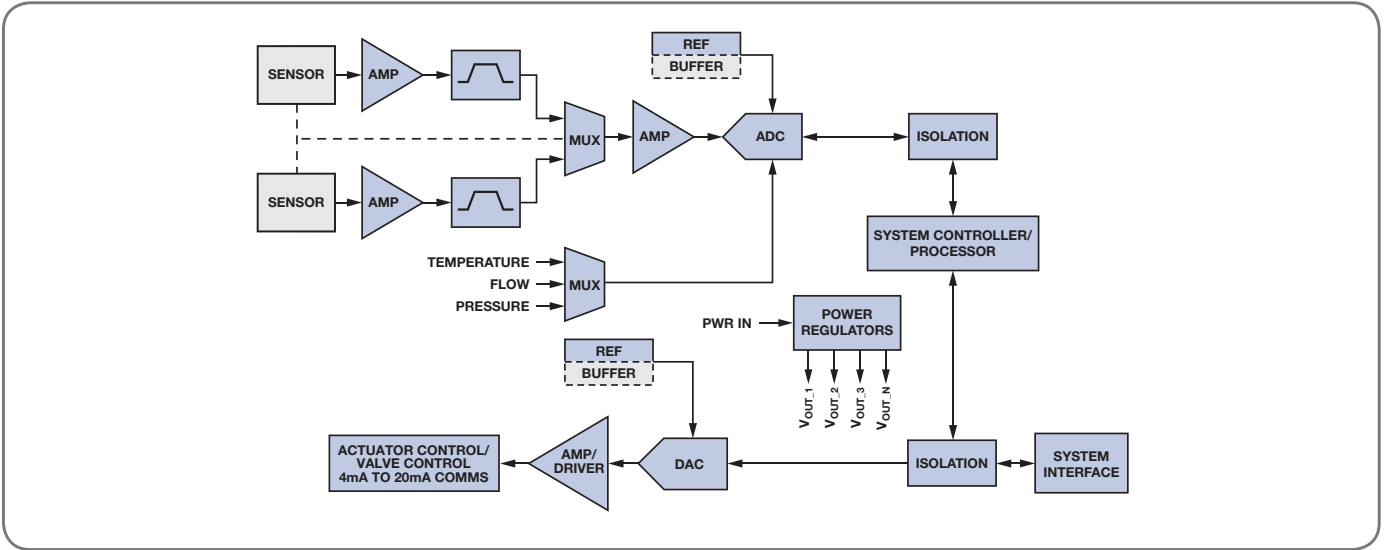 SENSOR
AMP
REF
BUFFER
MUX
AMP
ADC
ISOLATION
SENSOR
AMP
SYSTEM CONTROLLER/
PROCESSOR
TEMPERATURE
FLOW
PRESSURE
MUX
PWR IN
POWER
REGULATORS
VOUT_1
VOUT_2
VOUT_3
VOUT_N
REF
BUFFER
ACTUATOR CONTROL/
VALVE CONTROL
4mA TO 20mA COMMS
AMP/
DRIVER
DAC
ISOLATION
SYSTEM
INTERFACE